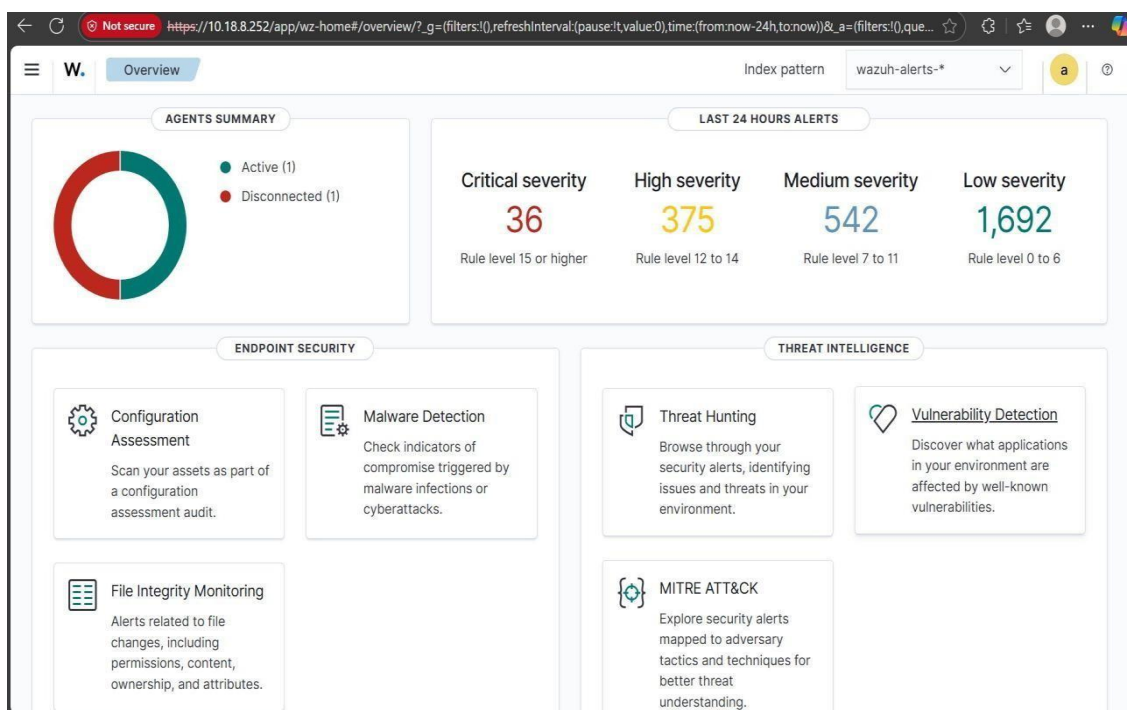 Not secure https://10.18.8.252/app/wz-home#/overview/?_g=(filters:!(),refreshInterval:(pause:!t,value:0),time:(from:now-24h,to:now))&_a=(filters:!(),que...
W. Overview Index pattern wazuh-alerts-* a
AGENTS SUMMARY
Active (1)
Disconnected (1)
LAST 24 HOURS ALERTS
Critical severity High severity Medium severity Low severity
36 375 542 1,692
Rule level 15 or higher Rule level 12 to 14 Rule level 7 to 11 Rule level 0 to 6
ENDPOINT SECURITY
Configuration
Assessment
Scan your assets as part of
a configuration
assessment audit.
Malware Detection
Check indicators of
compromise triggered by
malware infections or
cyberattacks.
File Integrity Monitoring
Alerts related to file
changes, including
permissions, content,
ownership, and attributes.
THREAT INTELLIGENCE
Threat Hunting
Browse through your
security alerts, identifying
issues and threats in your
environment.
Vulnerability Detection
Discover what applications
in your environment are
affected by well-known
vulnerabilities.
MITRE ATT&CK
Explore security alerts
mapped to adversary
tactics and techniques for
better threat
understanding.